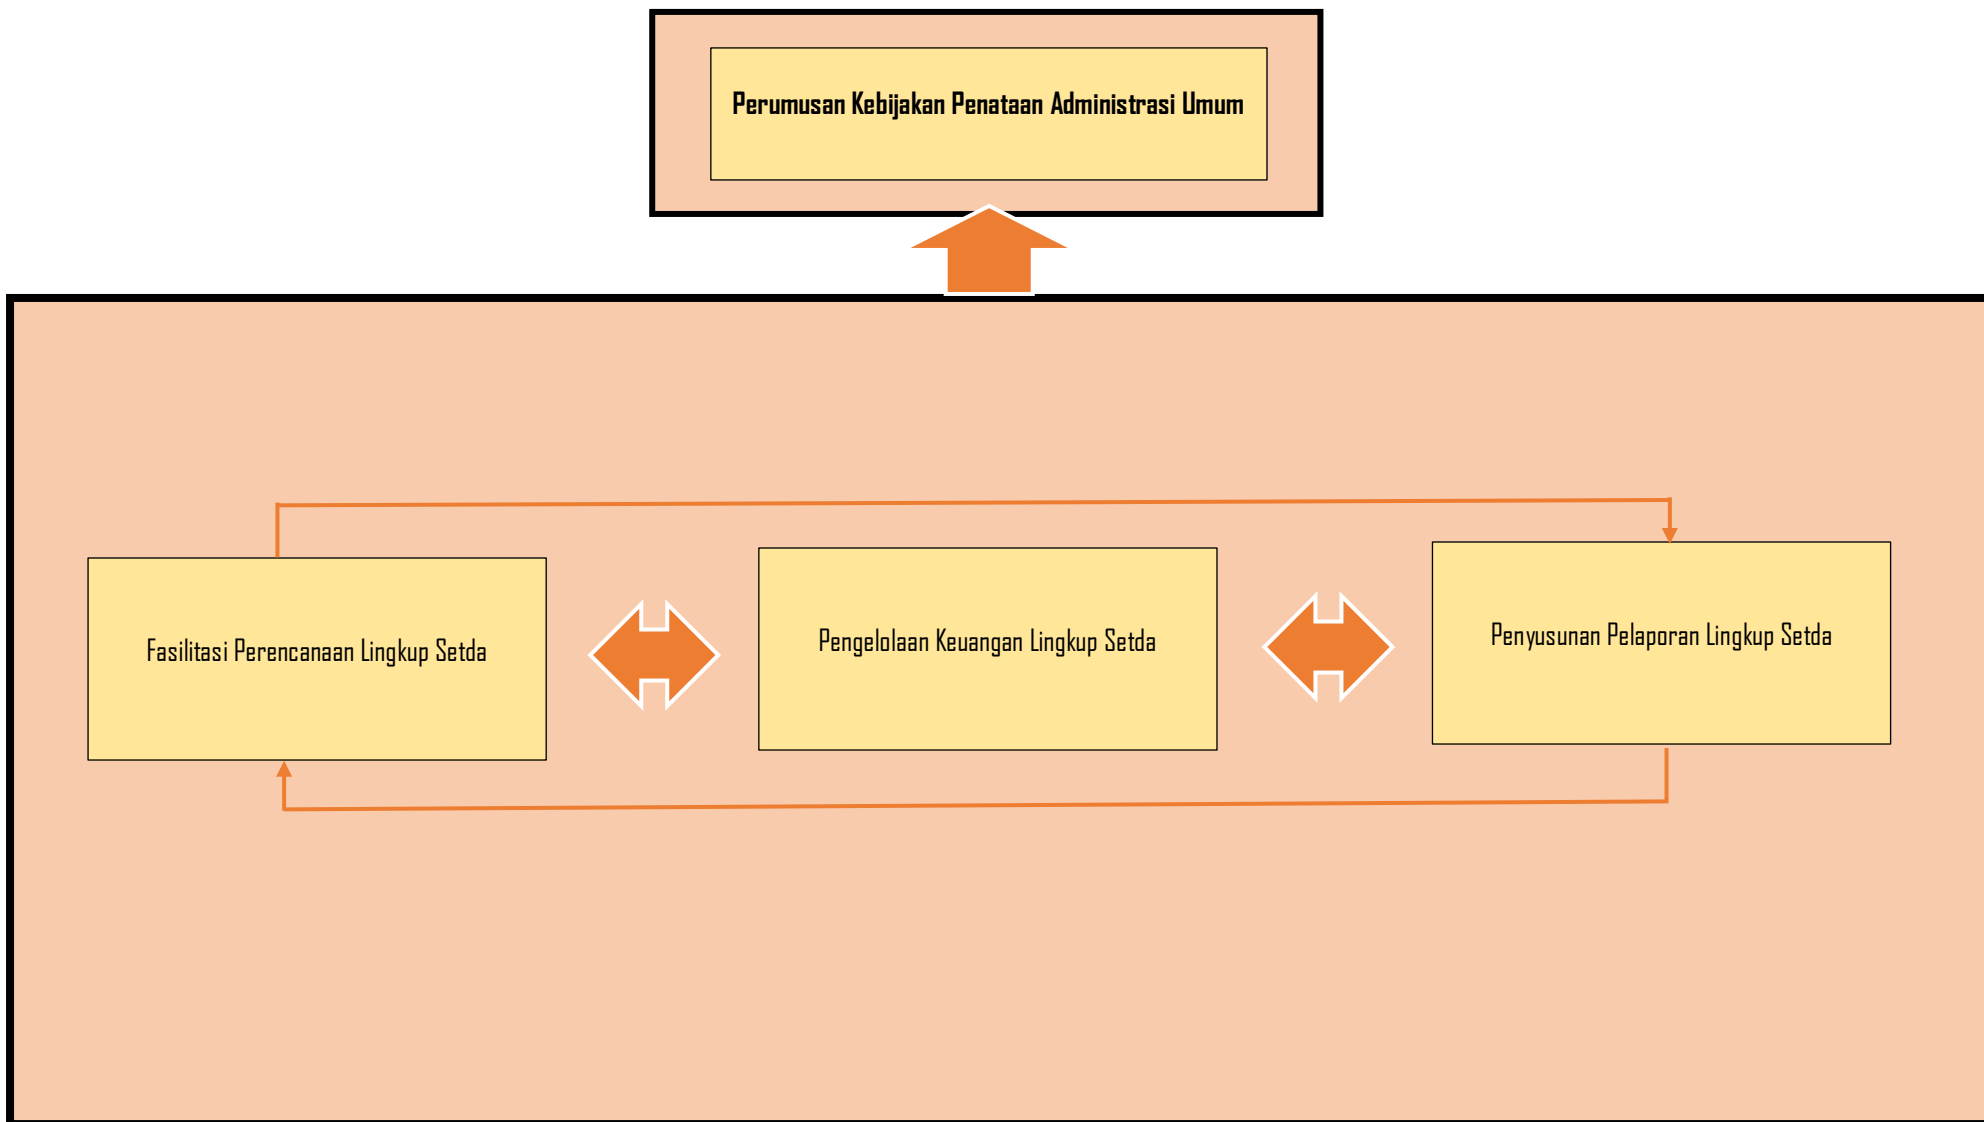 Perumusan Kebijakan Penataan Administrasi Umum
Fasilitasi Perencanaan Lingkup Setda
Pengelolaan Keuangan Lingkup Setda
Penyusunan Pelaporan Lingkup Setda